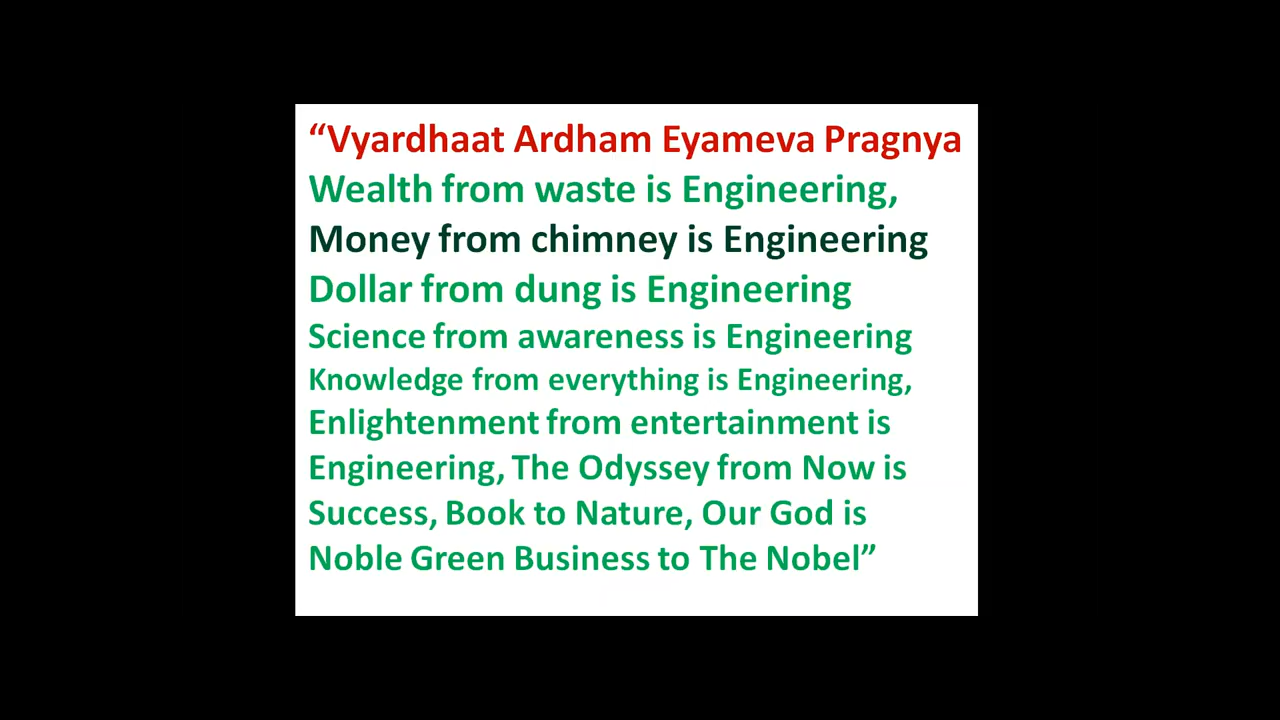 “Vyardhaat Ardham Eyameva Pragnya
Wealth from waste is Engineering,
Money from chimney is Engineering
Dollar from dung is Engineering
Science from awareness is Engineering
Knowledge from everything is Engineering,
Enlightenment from entertainment is
Engineering, The Odyssey from Now is
Success, Book to Nature, Our God is
Noble Green Business to The Nobel”